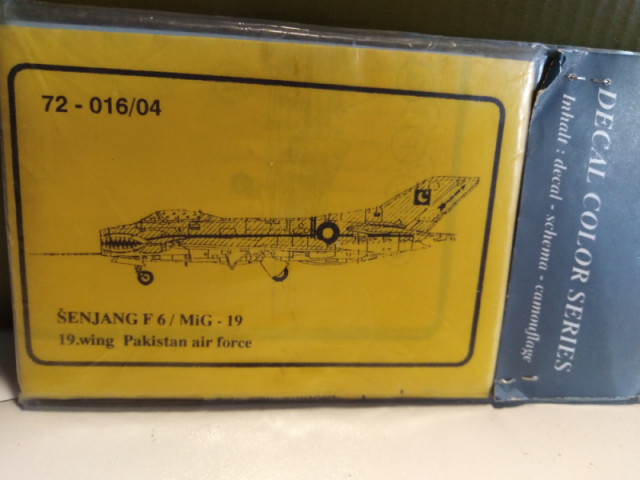 72 - 016/04
ŠENJANG F 6 / MiG - 19
19.wing Pakistan air force
DECAL COLOR SERIES
Inhalt : decal - schema - camouflage